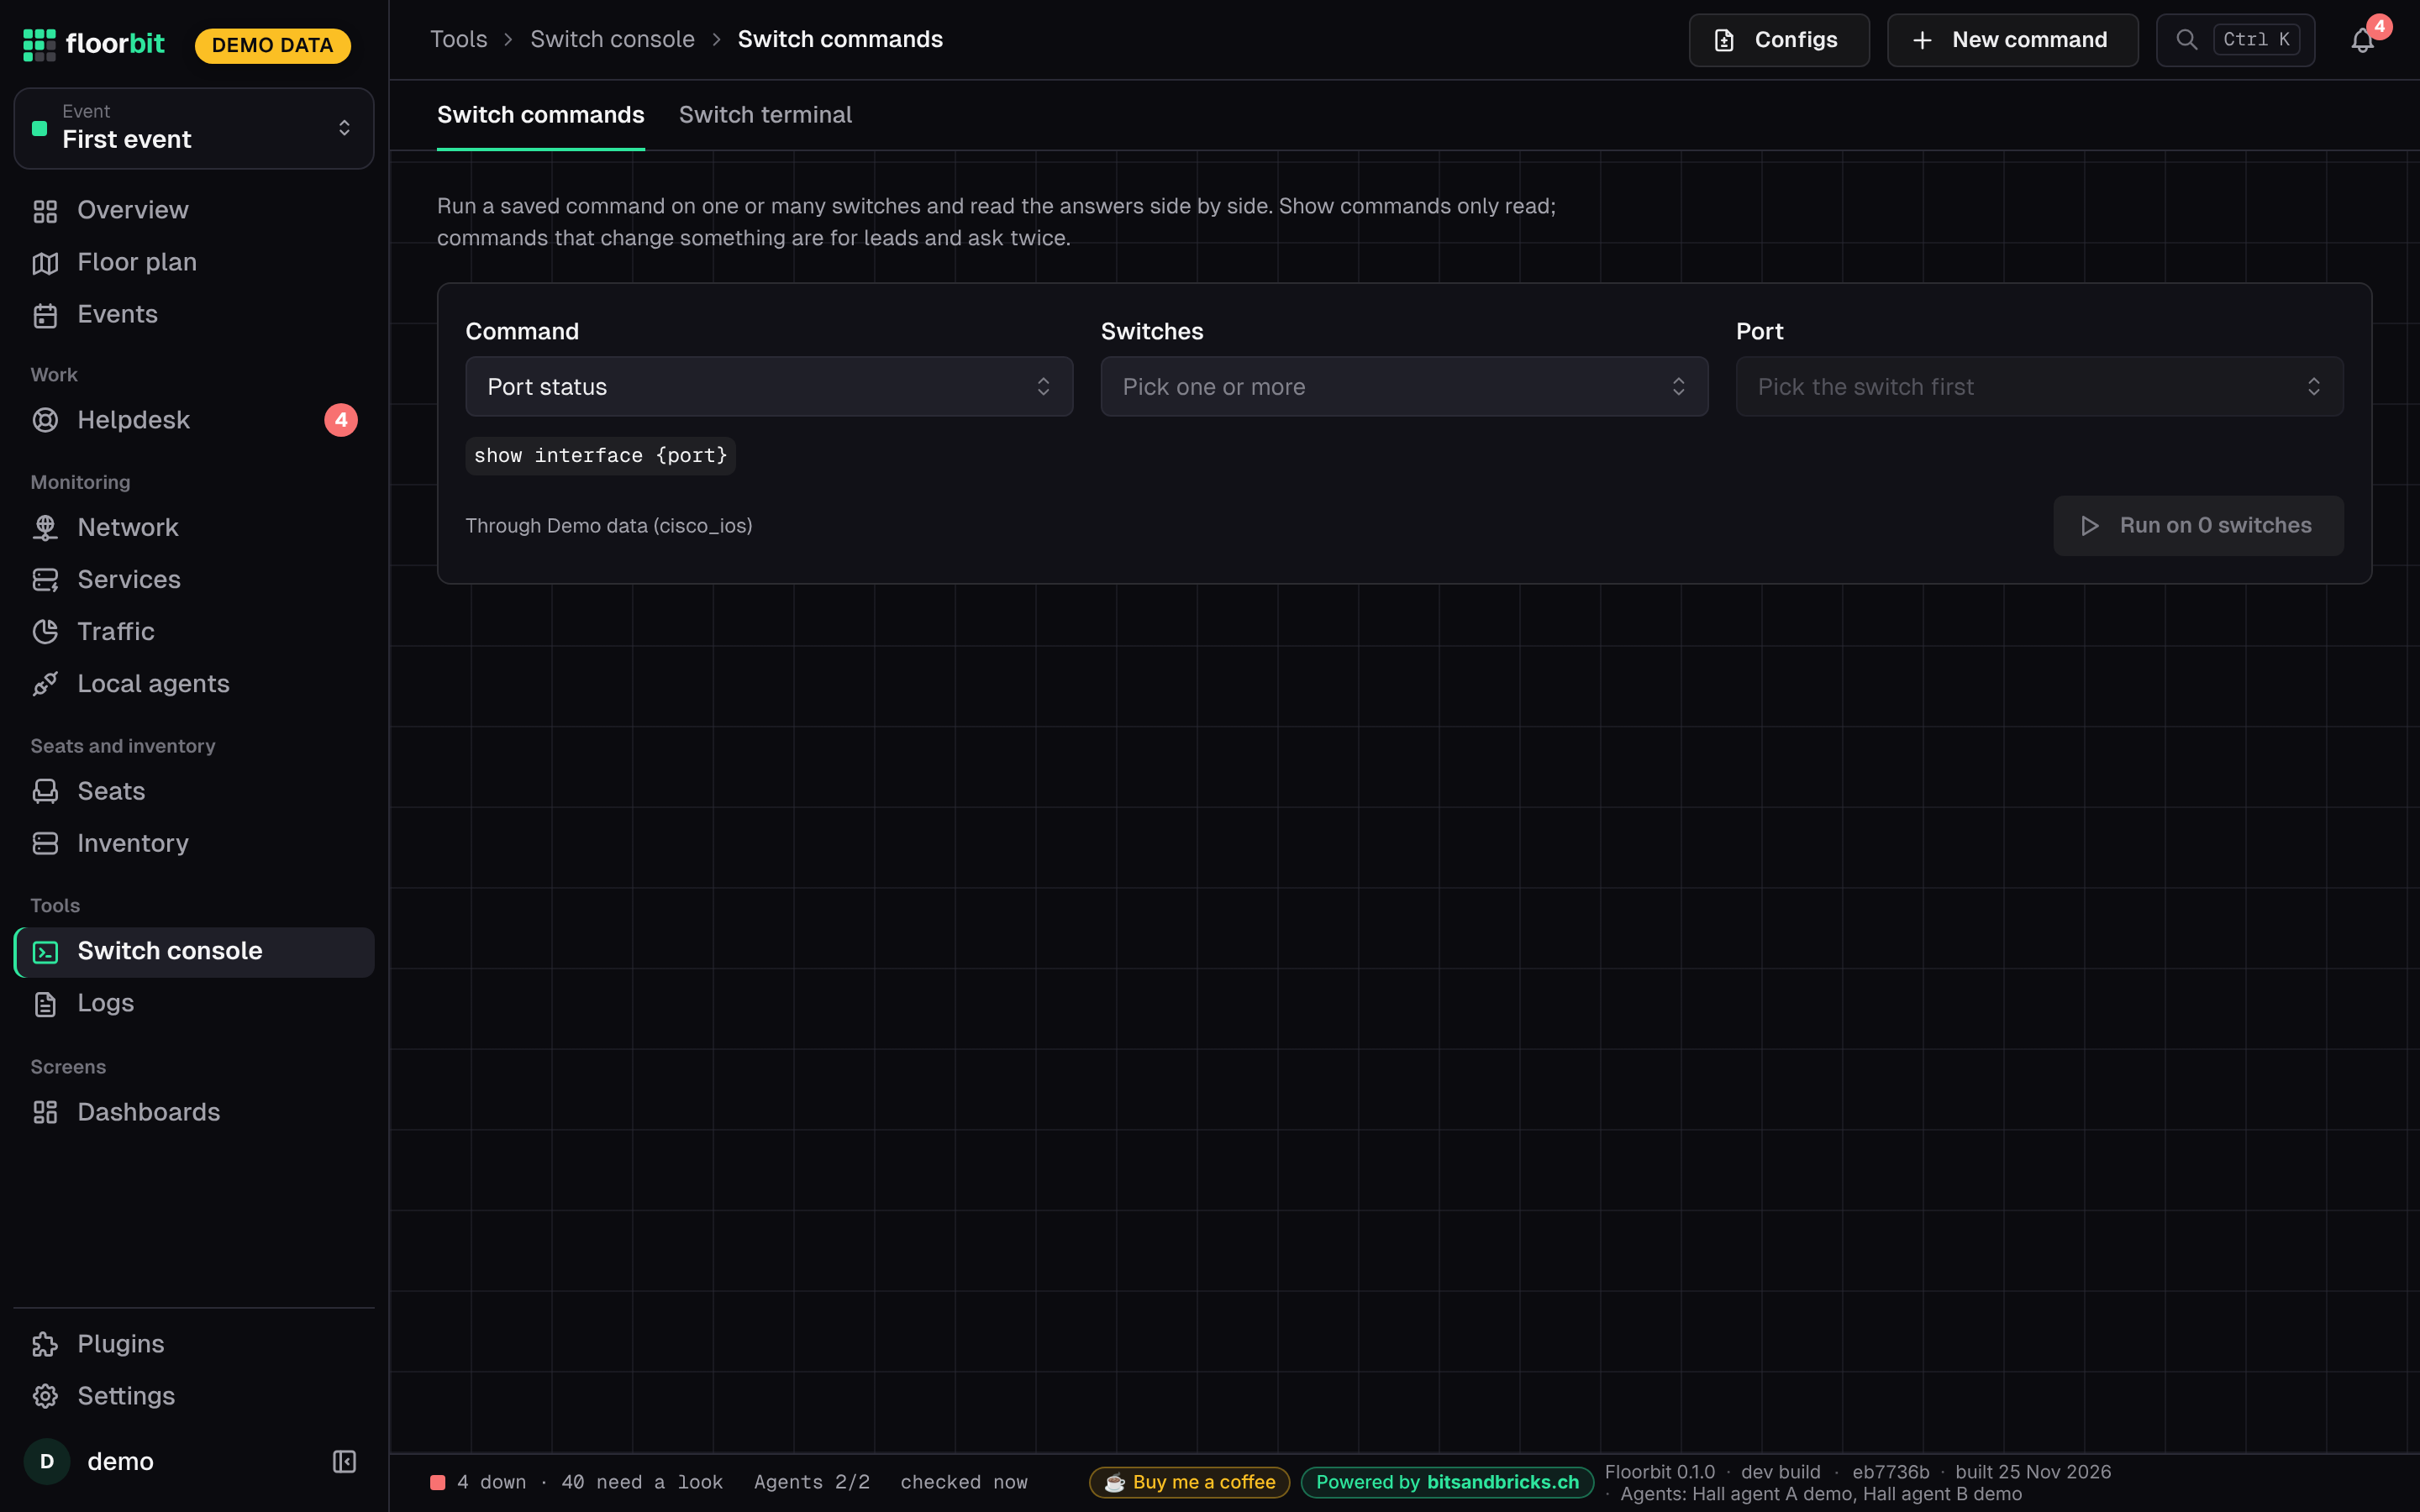 floorbit
DEMO DATA
Event
First event
Overview
Floor plan
Events
Work
Helpdesk
4
Monitoring
Network
Services
Traffic
Local agents
Seats and inventory
Seats
Inventory
Tools
Switch console
Logs
Screens
Dashboards
Plugins
Settings
D
demo
Tools
Switch console
Switch commands
Configs
New command
Ctrl K
4
Switch commands
Switch terminal
Run a saved command on one or many switches and read the answers side by side. Show commands only read;
commands that change something are for leads and ask twice.
Command
Port status
show interface {port}
Switches
Pick one or more
Port
Pick the switch first
Through Demo data (cisco_ios)
Run on 0 switches
4 down · 40 need a look
Agents 2/2
checked now
Buy me a coffee
Powered by bitsandbricks.ch
Floorbit 0.1.0 · dev build · eb7736b · built 25 Nov 2026
· Agents: Hall agent A demo, Hall agent B demo